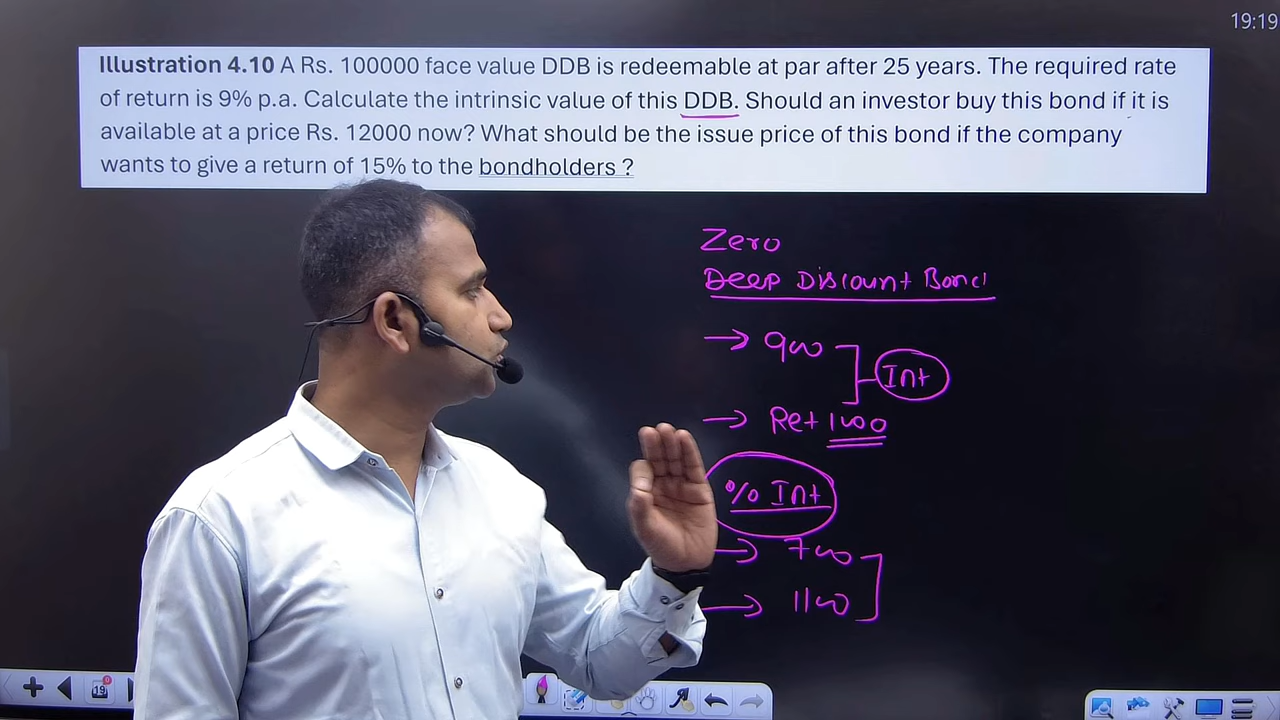 19:19
Illustration 4.10 A Rs. 100000 face value DDB is redeemable at par after 25 years. The required rate
of return is 9% p.a. Calculate the intrinsic value of this DDB. Should an investor buy this bond if it is
available at a price Rs. 12000 now? What should be the issue price of this bond if the company
wants to give a return of 15% to the bondholders ?
Zero
Deep Discount Bond
→ 900
Int
→ Ret 1000
% Int
→ 700
→ 1100
19